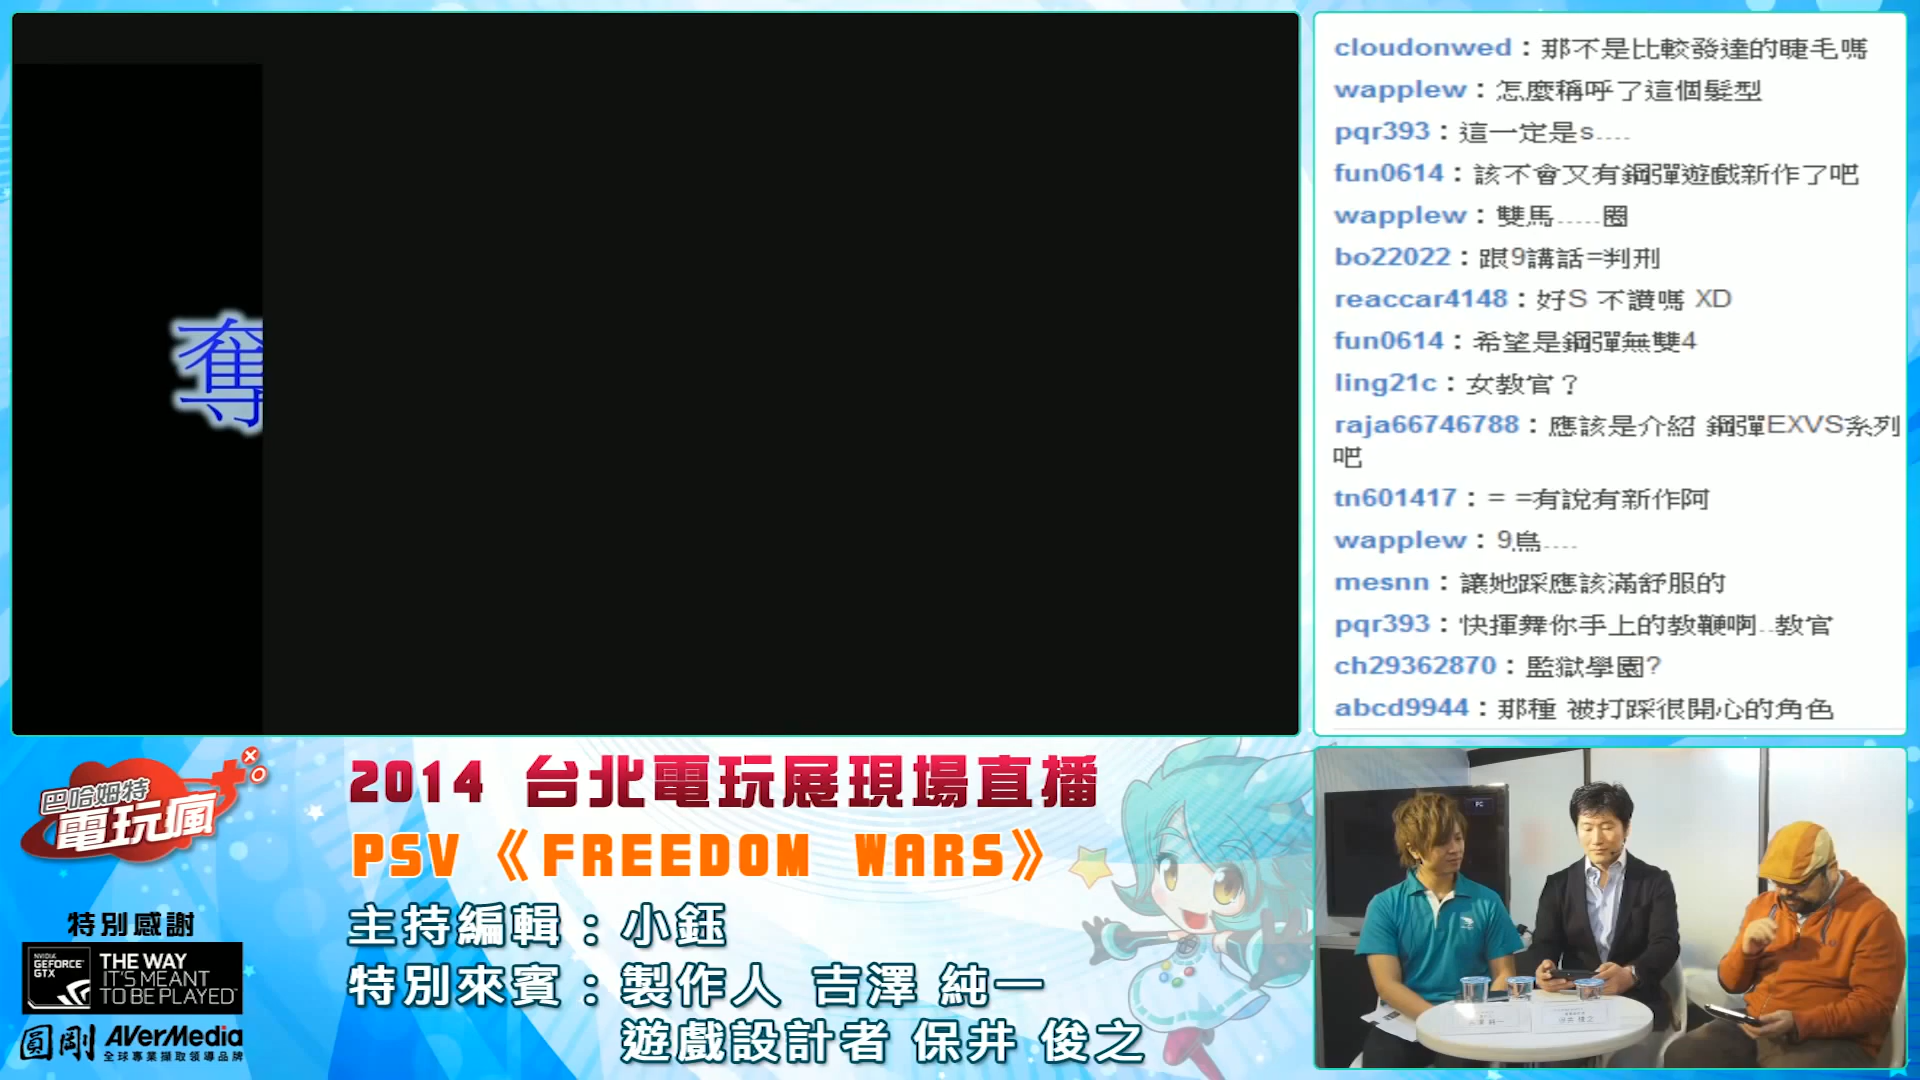 奪
cloudonwed：那不是比較發達的睫毛嗎
wapplew：怎麼稱呼了這個髮型
pqr393：這一定是s....
fun0614：該不會又有鋼彈遊戲新作了吧
wapplew：雙馬.....圈
bo22022：跟9講話=判刑
reaccar4148：好S 不讚嗎 XD
fun0614：希望是鋼彈無雙4
ling21c：女教官？
raja66746788：應該是介紹 鋼彈EXVS系列
吧
tn601417：= =有說有新作阿
wapplew：9鳥....
mesnn：讓她踩應該滿舒服的
pqr393：快揮舞你手上的教鞭啊..教官
ch29362870：監獄學園?
abcd9944：那種 被打踩很開心的角色
巴哈姆特
電玩瘋
2014 台北電玩展現場直播
PSV《FREEDOM WARS》
主持編輯：小鈺
特別來賓：製作人 吉澤 純一
遊戲設計者 保井 俊之
特別感謝
NVIDIA
GEFORCE
GTX
THE WAY
IT'S MEANT
TO BE PLAYED
圓剛 AVerMedia
全球專業擷取領導品牌